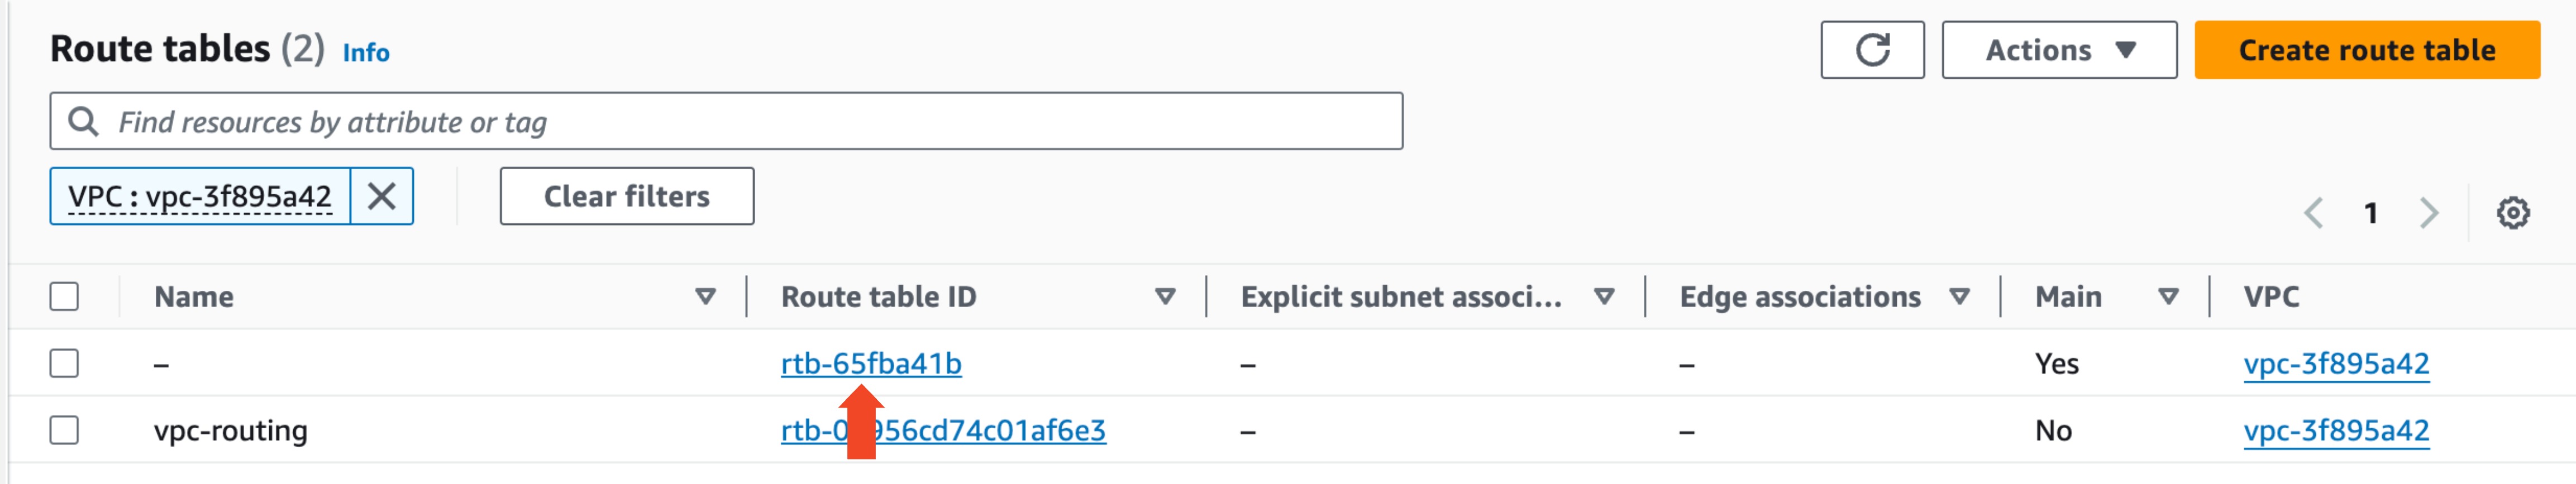 Route tables (2) Info
Actions
Create route table
Find resources by attribute or tag
VPC : vpc-3f895a42
Clear filters
1
Name Route table ID Explicit subnet associ... Edge associations Main VPC
– rtb-65fba41b – – Yes vpc-3f895a42
vpc-routing – – No vpc-3f895a42